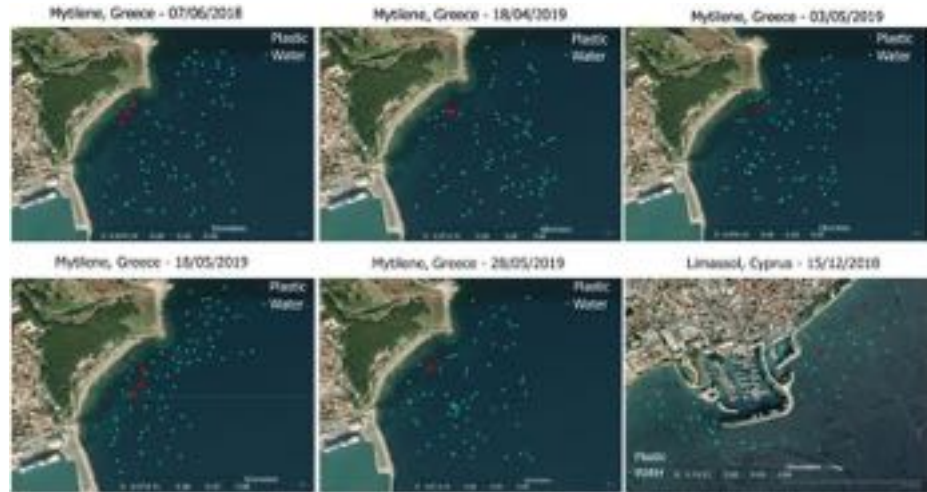 Mytilene, Greece - 07/06/2018
Plastic
Water
Mytilene, Greece - 18/04/2019
Plastic
Water
Mytilene, Greece - 03/05/2019
Plastic
Water
Mytilene, Greece - 18/05/2019
Plastic
Water
Mytilene, Greece - 28/05/2019
Plastic
Water
Limassol, Cyprus - 15/12/2018
Plastic
Water